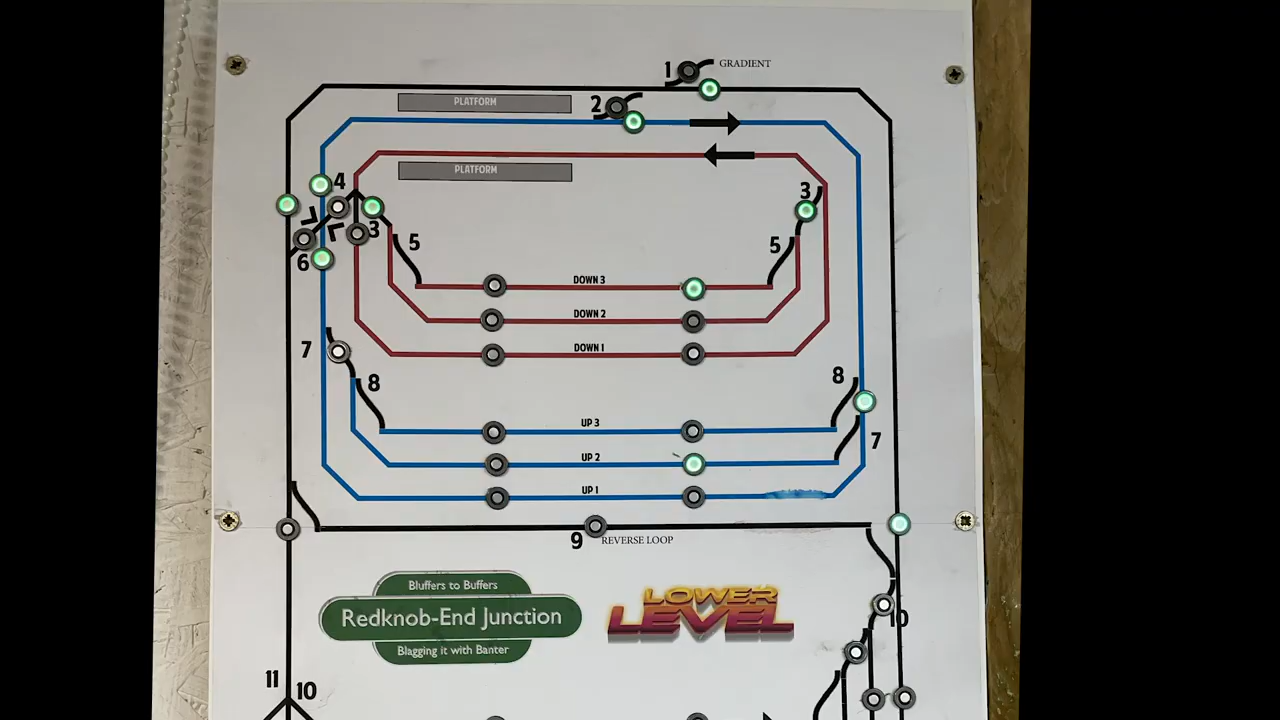 1 GRADIENT
PLATFORM 2
PLATFORM
4
3
3
5
5
6
DOWN 3
DOWN 2
DOWN 1
7
8
8
UP 3
7
UP 2
UP 1
9 REVERSE LOOP
Bluffers to Buffers
Redknob-End Junction
Blagging it with Banter
LOWER
LEVEL
10
11 10